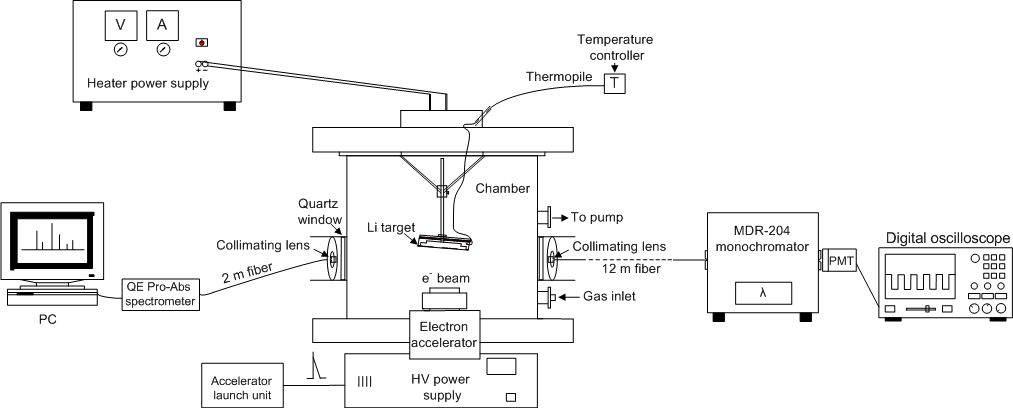 V
A
Heater power supply
+ −
Temperature
controller
Thermopile
T
Chamber
Quartz
window
Li target
To pump
Collimating lens
2 m fiber
QE Pro-Abs
spectrometer
PC
e⁻ beam
Collimating lens
12 m fiber
Gas inlet
MDR-204
monochromator
λ
PMT
Digital oscilloscope
Electron
accelerator
HV power
supply
Accelerator
launch unit